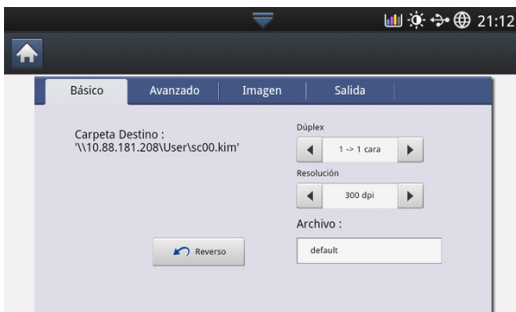 21:12
Básico Avanzado Imagen Salida
Carpeta Destino :
'\\10.88.181.208\User\sc00.kim'
Dúplex
1 -> 1 cara
Resolución
300 dpi
Archivo :
default
Reverso